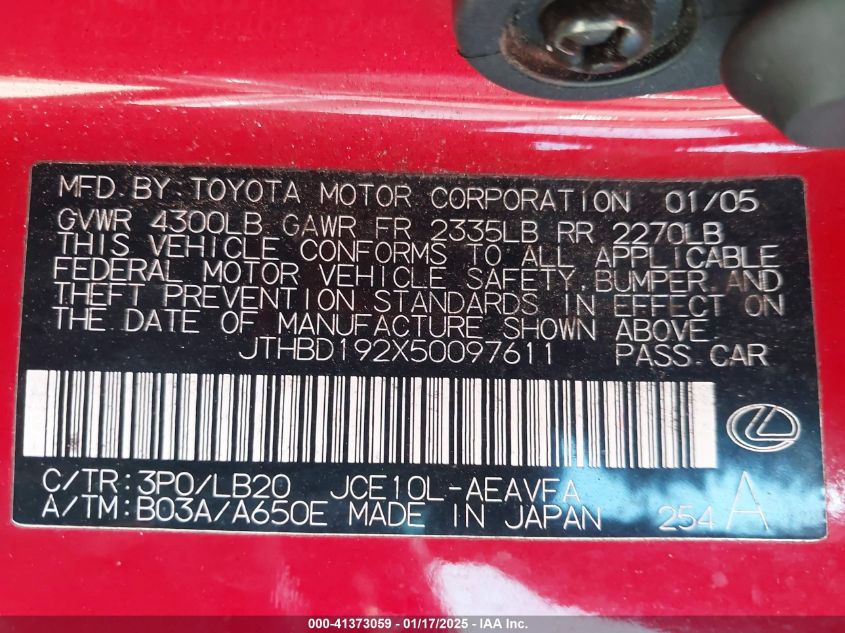 MFD. BY: TOYOTA MOTOR CORPORATION 01/05
GVWR 4300LB GAWR FR 2335LB RR 2270LB
THIS VEHICLE CONFORMS TO ALL APPLICABLE
FEDERAL MOTOR VEHICLE SAFETY, BUMPER, AND
THEFT PREVENTION STANDARDS IN EFFECT ON
THE DATE OF MANUFACTURE SHOWN ABOVE.
JTHBD192X50097611 PASS. CAR
C/TR: 3P0/LB20 JCE10L-AEAVFA
A/TM: B03A/A650E MADE IN JAPAN 254 A
000-41373059 - 01/17/2025 - IAA Inc.